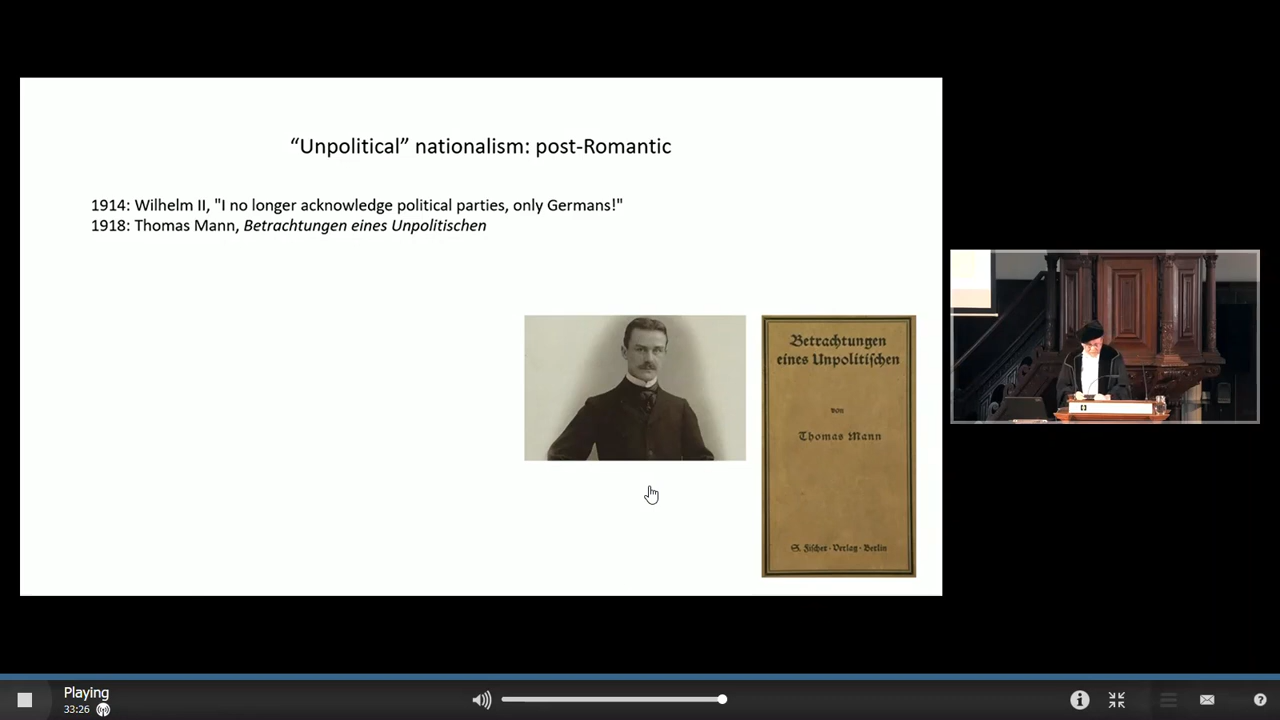 “Unpolitical” nationalism: post-Romantic
1914: Wilhelm II, "I no longer acknowledge political parties, only Germans!"
1918: Thomas Mann, Betrachtungen eines Unpolitischen
Betrachtungen
eines Unpolitiſchen
von
Thomas Mann
S. Fiſcher · Verlag · Berlin
Playing
33:26